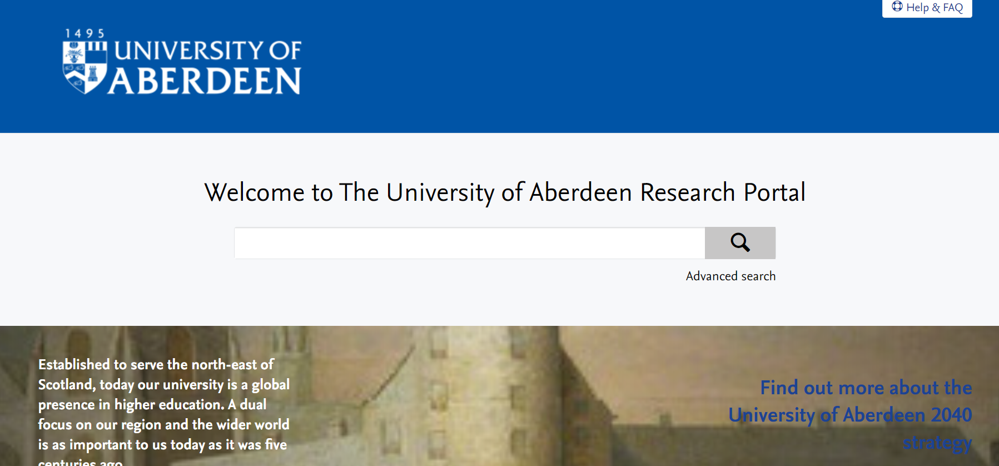 Help & FAQ
1495
UNIVERSITY OF
ABERDEEN
Welcome to The University of Aberdeen Research Portal
Advanced search
Established to serve the north-east of
Scotland, today our university is a global
presence in higher education. A dual
focus on our region and the wider world
is as important to us today as it was five
centuries ago.
Find out more about the
University of Aberdeen 2040
strategy